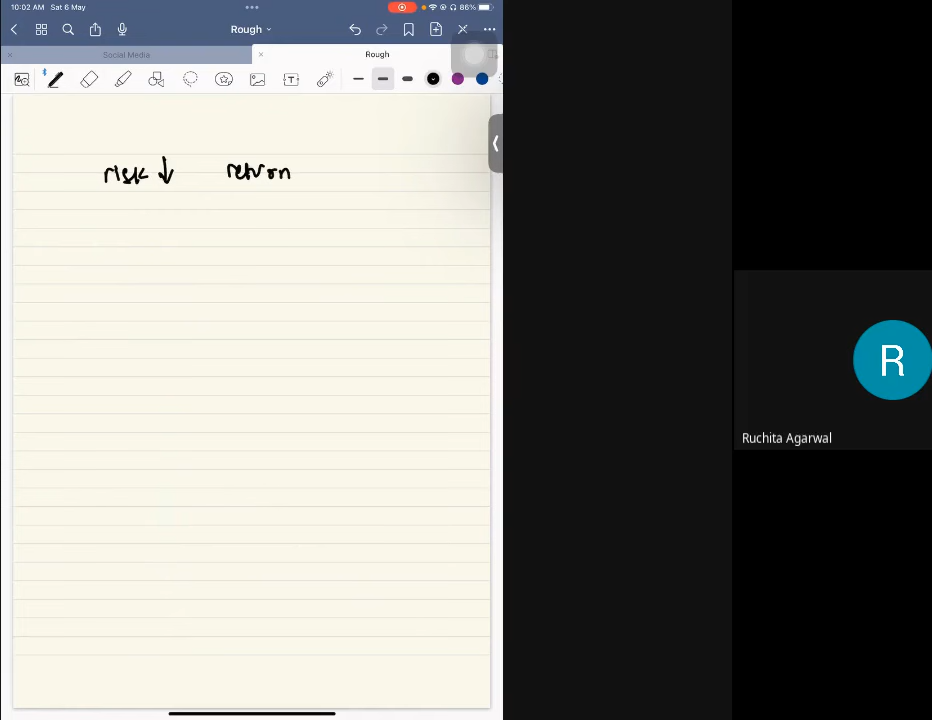 10:02 AM Sat 6 May
86%
Rough
Social Media
Rough
T
risk ↓ return
R
Ruchita Agarwal